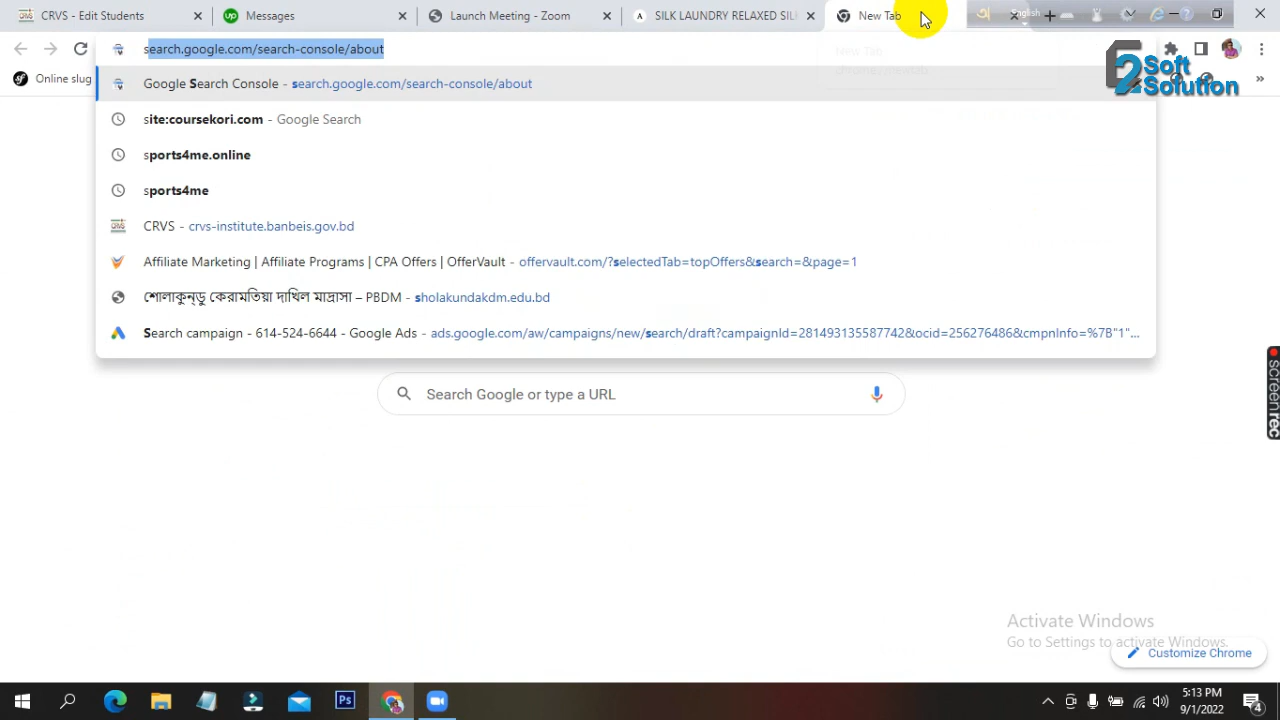 CRVS - Edit Students
Messages
Launch Meeting - Zoom
SILK LAUNDRY RELAXED SIL
New Tab
English
search.google.com/search-console/about
Online slug
Soft
Solution
Google Search Console - search.google.com/search-console/about
site:coursekori.com - Google Search
sports4me.online
sports4me
CRVS - crvs-institute.banbeis.gov.bd
Affiliate Marketing | Affiliate Programs | CPA Offers | OfferVault - offervault.com/?selectedTab=topOffers&search=&page=1
শোলাকুন্ডু কেরামতিয়া দাখিল মাদ্রাসা – PBDM - sholakundakdm.edu.bd
Search campaign - 614-524-6644 - Google Ads - ads.google.com/aw/campaigns/new/search/draft?campaignId=281493135587742&ocid=256276486&cmpnInfo=%7B"1"...
Search Google or type a URL
screenrec
Activate Windows
Go to Settings to activate Windows.
Customize Chrome
5:13 PM
9/1/2022
4